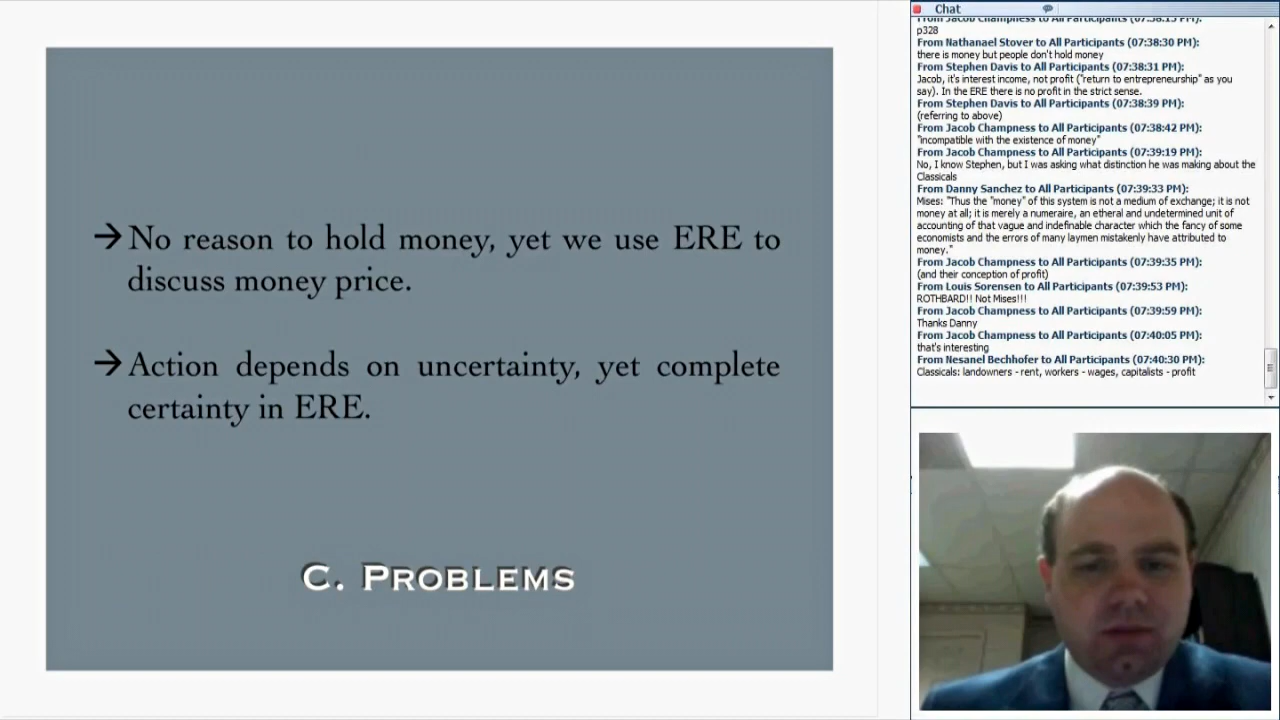 →No reason to hold money, yet we use ERE to
discuss money price.
→Action depends on uncertainty, yet complete
certainty in ERE.
C. Problems
Chat
From Jacob Champness to All Participants (07:38:15 PM):
p328
From Nathanael Stover to All Participants (07:38:30 PM):
there is money but people don't hold money
From Stephen Davis to All Participants (07:38:31 PM):
Jacob, it's interest income, not profit ("return to entrepreneurship" as you
say). In the ERE there is no profit in the strict sense.
From Stephen Davis to All Participants (07:38:39 PM):
(referring to above)
From Jacob Champness to All Participants (07:38:42 PM):
"incompatible with the existence of money"
From Jacob Champness to All Participants (07:39:19 PM):
No, I know Stephen, but I was asking what distinction he was making about the
Classicals
From Danny Sanchez to All Participants (07:39:33 PM):
Mises: "Thus the "money" of this system is not a medium of exchange; it is not
money at all; it is merely a numeraire, an etheral and undetermined unit of
accounting of that vague and indefinable character which the fancy of some
economists and the errors of many laymen mistakenly have attributed to
money."
From Jacob Champness to All Participants (07:39:35 PM):
(and their conception of profit)
From Louis Sorensen to All Participants (07:39:53 PM):
ROTHBARD!! Not Mises!!!
From Jacob Champness to All Participants (07:39:59 PM):
Thanks Danny
From Jacob Champness to All Participants (07:40:05 PM):
that's interesting
From Nesanel Bechhofer to All Participants (07:40:30 PM):
Classicals: landowners - rent, workers - wages, capitalists - profit